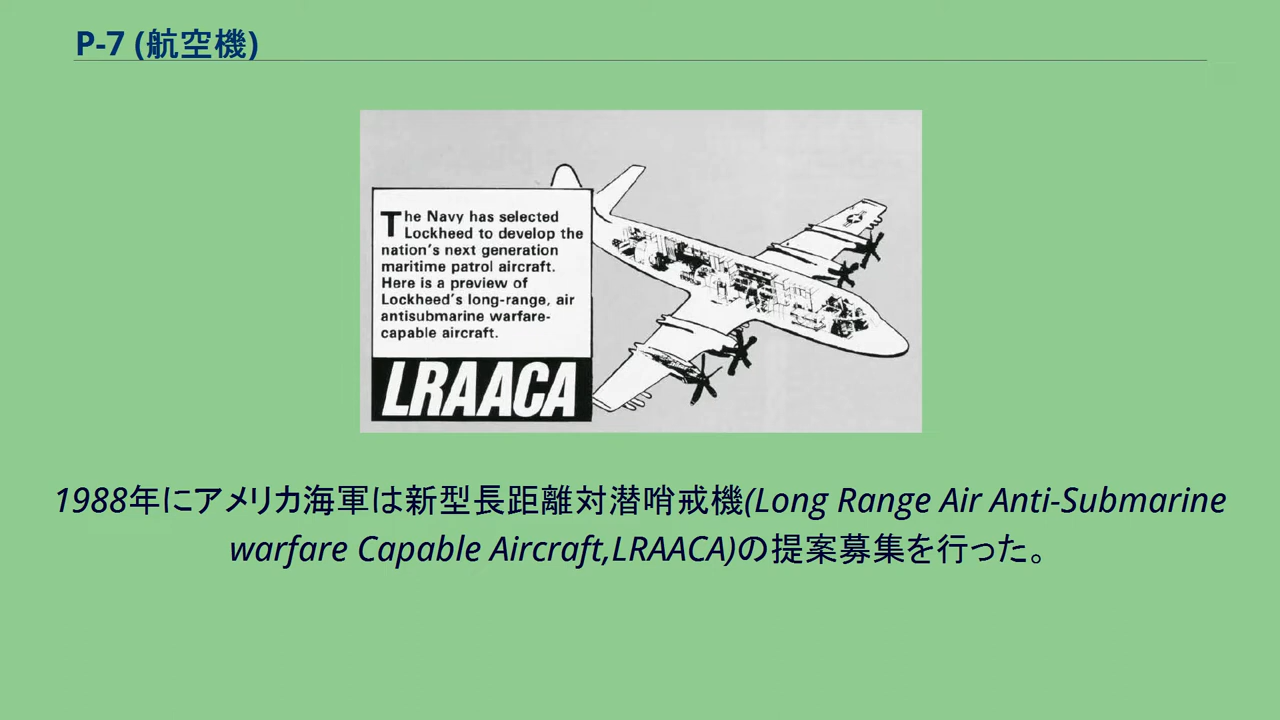 P-7 (航空機)
The Navy has selected
Lockheed to develop the
nation's next generation
maritime patrol aircraft.
Here is a preview of
Lockheed's long-range, air
antisubmarine warfare-
capable aircraft.
LRAACA
1988年にアメリカ海軍は新型長距離対潜哨戒機(Long Range Air Anti-Submarine
warfare Capable Aircraft,LRAACA)の提案募集を行った。